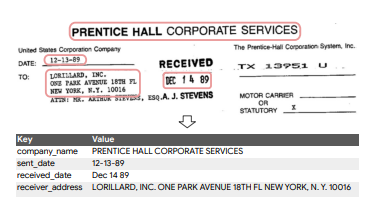 PRENTICE HALL CORPORATE SERVICES
United States Corporation Company
The Prentice-Hall Corporation System, Inc.
DATE: 12-13-89
RECEIVED
TX 13951 U
TO: LORILLARD, INC.
ONE PARK AVENUE 18TH FL
NEW YORK, N.Y. 10016
DEC 14 89
ATTN: MR. ARTHUR STEVENS, ESQ.
A. J. STEVENS
MOTOR CARRIER
OR
STATUTORY X
Key Value
company_name PRENTICE HALL CORPORATE SERVICES
sent_date 12-13-89
received_date Dec 14 89
receiver_address LORILLARD, INC. ONE PARK AVENUE 18TH FL NEW YORK, N. Y. 10016